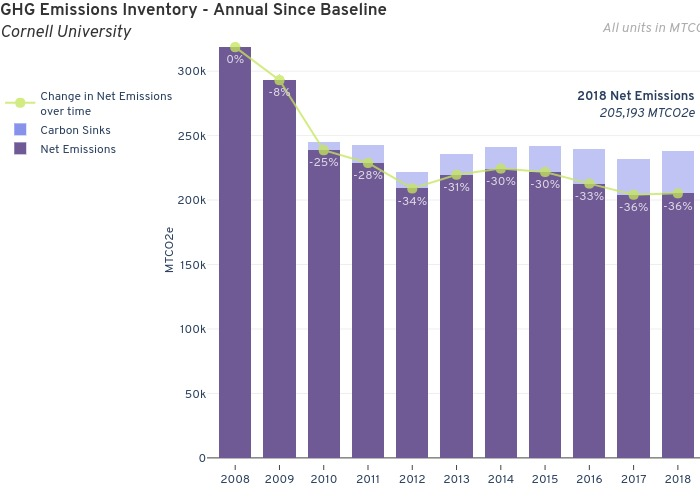 GHG Emissions Inventory - Annual Since Baseline
Cornell University
All units in MTCO
Change in Net Emissions
over time
Carbon Sinks
Net Emissions
2018 Net Emissions
205,193 MTCO2e
MTCO2e
300k
250k
200k
150k
100k
50k
0
0%
-8%
-25%
-28%
-34%
-31%
-30%
-30%
-33%
-36%
-36%
2008 2009 2010 2011 2012 2013 2014 2015 2016 2017 2018